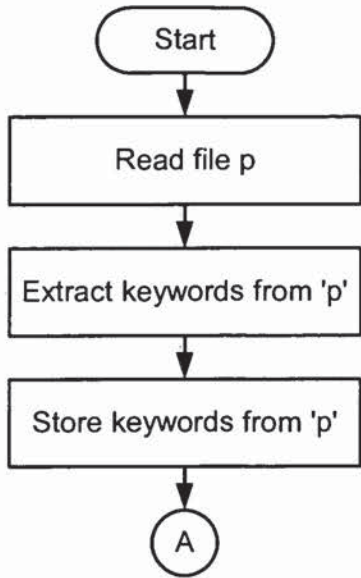 Start
Read file p
Extract keywords from 'p'
Store keywords from 'p'
A